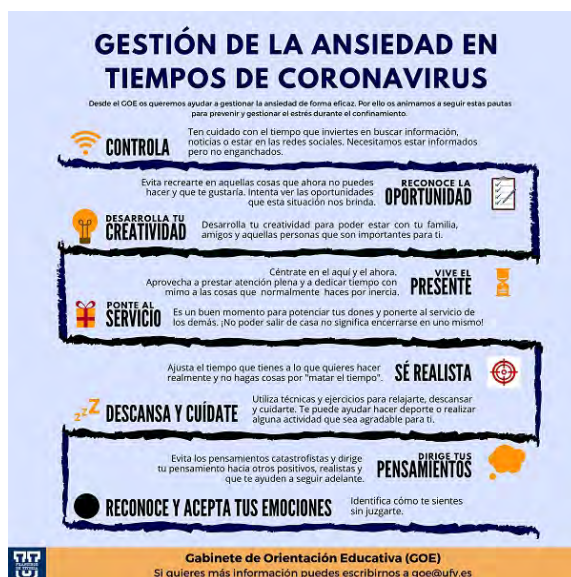 GESTIÓN DE LA ANSIEDAD EN
TIEMPOS DE CORONAVIRUS
Desde el GOE os queremos ayudar a gestionar la ansiedad de forma eficaz. Por ello os animamos a seguir estas pautas
para prevenir y gestionar el estrés durante el confinamiento.
CONTROLA
Ten cuidado con el tiempo que inviertes en buscar información,
noticias o estar en las redes sociales. Necesitamos estar informados
pero no enganchados.
Evita recrearte en aquellas cosas que ahora no puedes
hacer y que te gustaría. Intenta ver las oportunidades
que esta situación nos brinda.
RECONOCE LA
OPORTUNIDAD
DESARROLLA TU
CREATIVIDAD
Desarrolla tu creatividad para poder estar con tu familia,
amigos y aquellas personas que son importantes para ti.
Céntrate en el aquí y el ahora.
Aprovecha a prestar atención plena y a dedicar tiempo con
mimo a las cosas que normalmente haces por inercia.
VIVE EL
PRESENTE
PONTE AL
SERVICIO
Es un buen momento para potenciar tus dones y ponerte al servicio de
los demás. ¡No poder salir de casa no significa encerrarse en uno mismo!
Ajusta el tiempo que tienes a lo que quieres hacer
realmente y no hagas cosas por "matar el tiempo".
SÉ REALISTA
zzZ
DESCANSA Y CUÍDATE
Utiliza técnicas y ejercicios para relajarte, descansar
y cuidarte. Te puede ayudar hacer deporte o realizar
alguna actividad que sea agradable para ti.
Evita los pensamientos catastrofistas y dirige
tu pensamiento hacia otros positivos, realistas y
que te ayuden a seguir adelante.
DIRIGE TUS
PENSAMIENTOS
RECONOCE Y ACEPTA TUS EMOCIONES
Identifica cómo te sientes
sin juzgarte.
Gabinete de Orientación Educativa (GOE)
Si quieres más información puedes escribirnos a goe@ufv.es